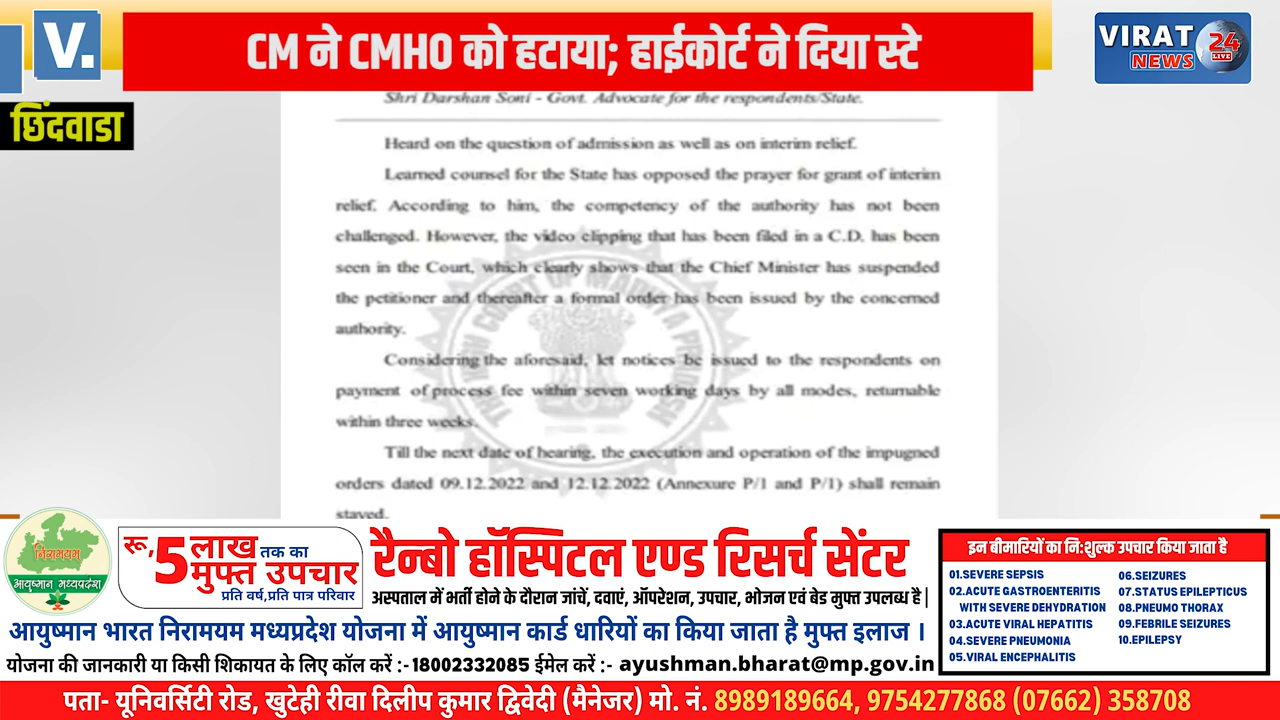 V.
CM ने CMHO को हटाया; हाईकोर्ट ने दिया स्टे
VIRAT
NEWS
24
LIVE
छिंदवाडा
Shri Darshan Soni - Govt. Advocate for the respondents/State.
Heard on the question of admission as well as on interim relief.
Learned counsel for the State has opposed the prayer for grant of interim
relief. According to him, the competency of the authority has not been
challenged. However, the video clipping that has been filed in a C.D. has been
seen in the Court, which clearly shows that the Chief Minister has suspended
the petitioner and thereafter a formal order has been issued by the concerned
authority.
Considering the aforesaid, let notices be issued to the respondents on
payment of process fee within seven working days by all modes, returnable
within three weeks.
Till the next date of hearing, the execution and operation of the impugned
orders dated 09.12.2022 and 12.12.2022 (Annexure P/1 and P/1) shall remain
stayed.
THE HIGH COURT OF MADHYA PRADESH
निरामयम
आयुष्मान मध्यप्रदेश
रू,5 लाख तक का
मुफ्त उपचार
प्रति वर्ष,प्रति पात्र परिवार
रैन्बो हॉस्पिटल एण्ड रिसर्च सेंटर
अस्पताल में भर्ती होने के दौरान जांचें, दवाएं, ऑपरेशन, उपचार, भोजन एवं बेड मुफ्त उपलब्ध है|
आयुष्मान भारत निरामयम मध्यप्रदेश योजना में आयुष्मान कार्ड धारियों का किया जाता है मुफ्त इलाज ।
योजना की जानकारी या किसी शिकायत के लिए कॉल करें :- 18002332085 ईमेल करें :- ayushman.bharat@mp.gov.in
इन बीमारियों का नि:शुल्क उपचार किया जाता है
01.SEVERE SEPSIS
02.ACUTE GASTROENTERITIS
WITH SEVERE DEHYDRATION
03.ACUTE VIRAL HEPATITIS
04.SEVERE PNEUMONIA
05.VIRAL ENCEPHALITIS
06.SEIZURES
07.STATUS EPILEPTICUS
08.PNEUMO THORAX
09.FEBRILE SEIZURES
10.EPILEPSY
पता- यूनिवर्सिटी रोड, खुटेही रीवा दिलीप कुमार द्विवेदी (मैनेजर) मो. नं. 8989189664, 9754277868 (07662) 358708